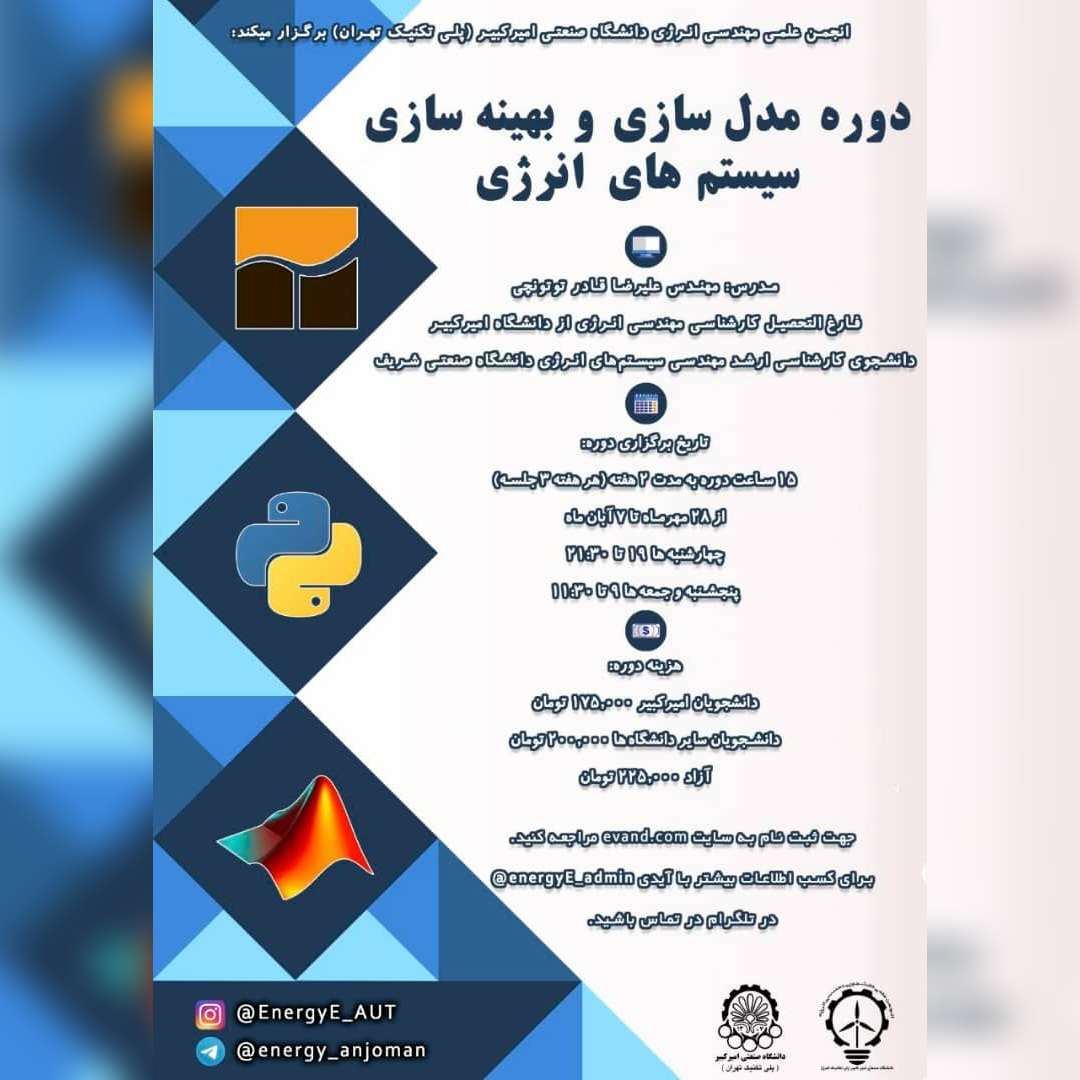 انجمن علمی مهندسی انرژی دانشگاه صنعتی امیرکبیر (پلی تکنیک تهران) برگزار میکند:
دوره مدل سازی و بهینه سازی
سیستم های انرژی
مدرس: مهندس علیرضا قادر توتونچی
فارغ التحصیل کارشناسی مهندسی انرژی از دانشگاه امیرکبیر
دانشجوی کارشناسی ارشد مهندسی سیستم‌های انرژی دانشگاه صنعتی شریف
تاریخ برگزاری دوره:
۱۵ ساعت دوره به مدت ۲ هفته (هر هفته ۳ جلسه)
از ۲۸ مهرماه تا ۷ آبان ماه
چهارشنبه ها ۱۹ تا ۲۱:۳۰
پنجشنبه و جمعه ها ۹ تا ۱۱:۳۰
هزینه دوره:
دانشجویان امیرکبیر ۱۷۵,۰۰۰ تومان
دانشجویان سایر دانشگاه ها ۲۰۰,۰۰۰ تومان
آزاد ۲۲۵,۰۰۰ تومان
جهت ثبت نام به سایت evand.com مراجعه کنید.
برای کسب اطلاعات بیشتر با آیدی @energyE_admin
در تلگرام در تماس باشید.
@EnergyE_AUT
@energy_anjoman
دانشگاه صنعتی امیرکبیر
(پلی تکنیک تهران)